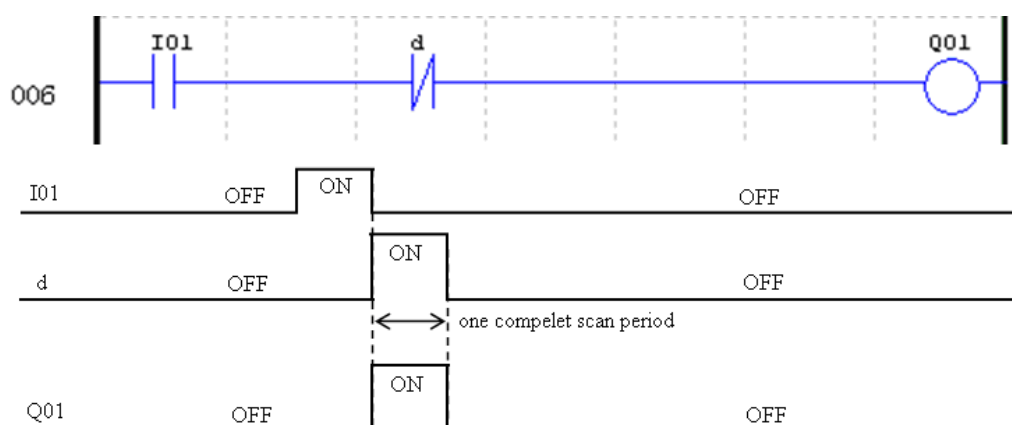 I01 d Q01
006
I01 OFF ON OFF
ON
d OFF OFF
one compelet scan period
ON
Q01 OFF OFF